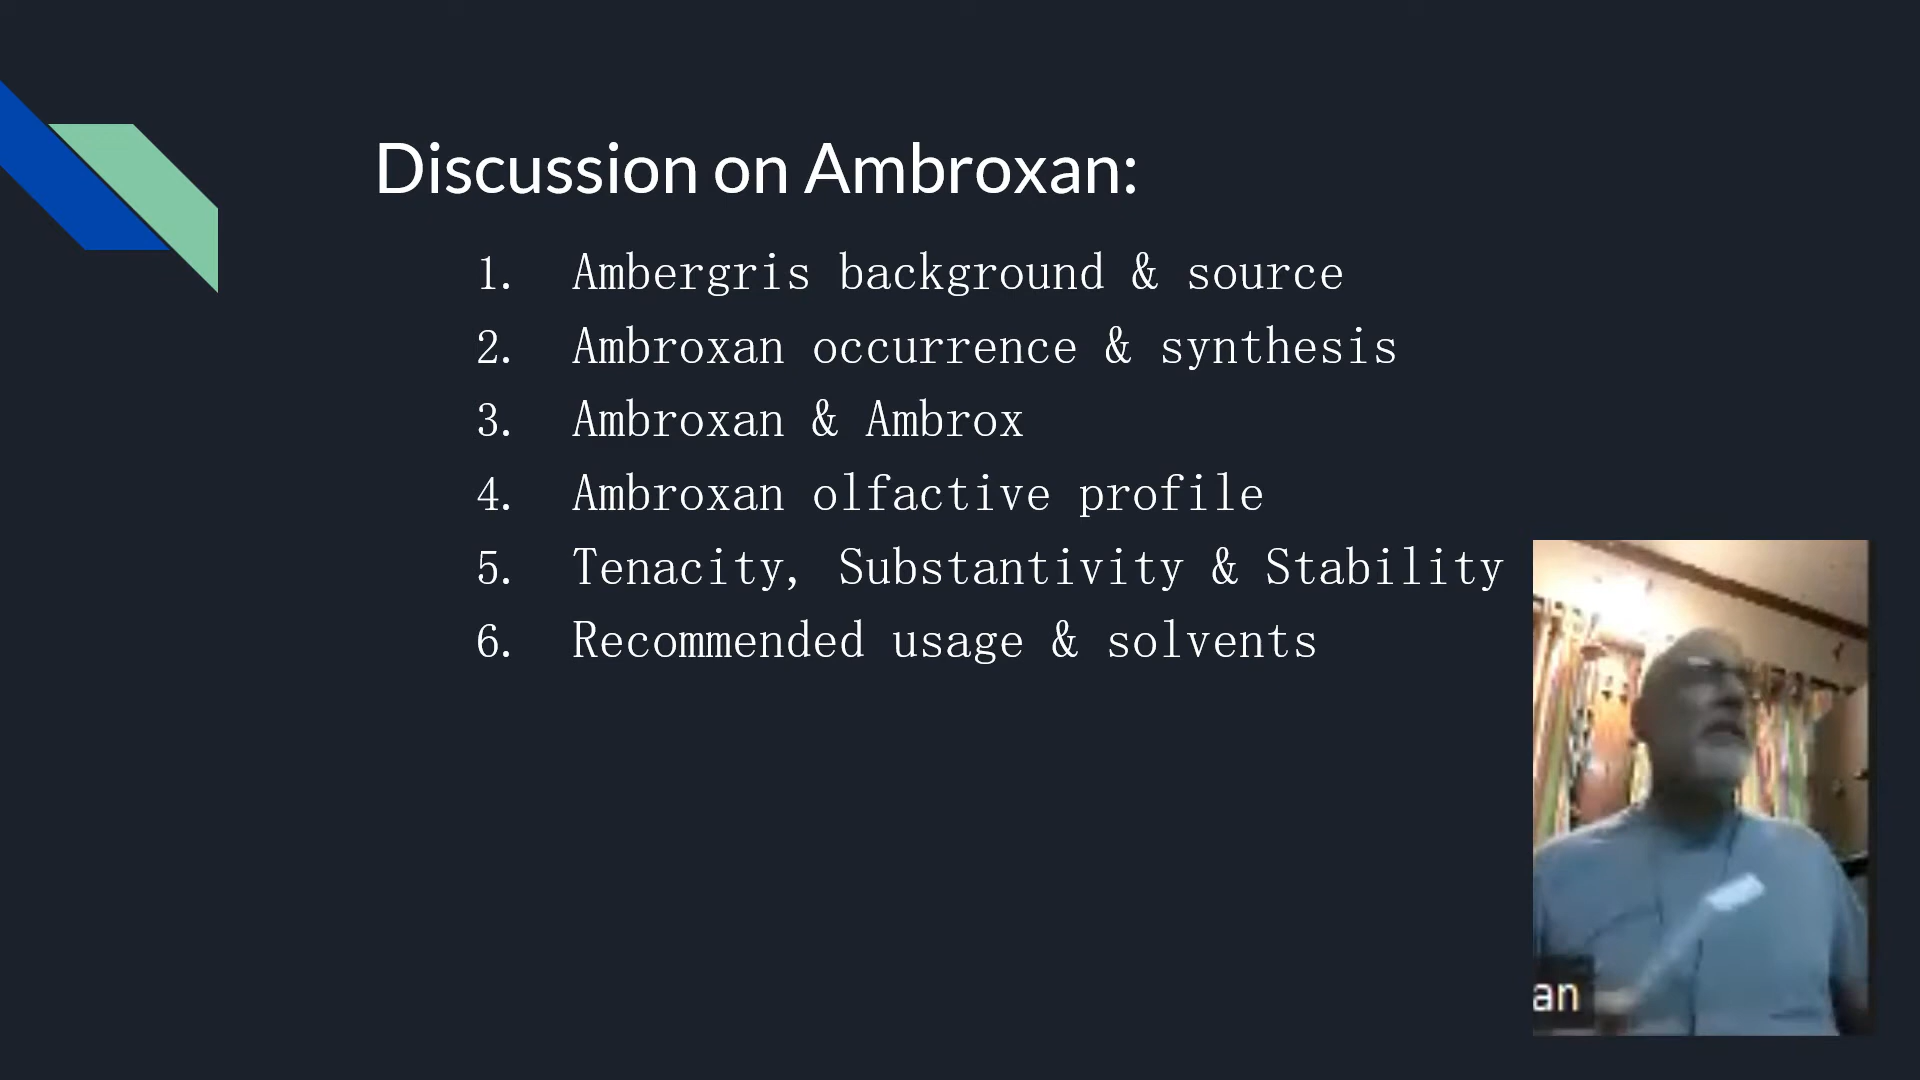 Discussion on Ambroxan:
1. Ambergris background & source
2. Ambroxan occurrence & synthesis
3. Ambroxan & Ambrox
4. Ambroxan olfactive profile
5. Tenacity, Substantivity & Stability
6. Recommended usage & solvents
an